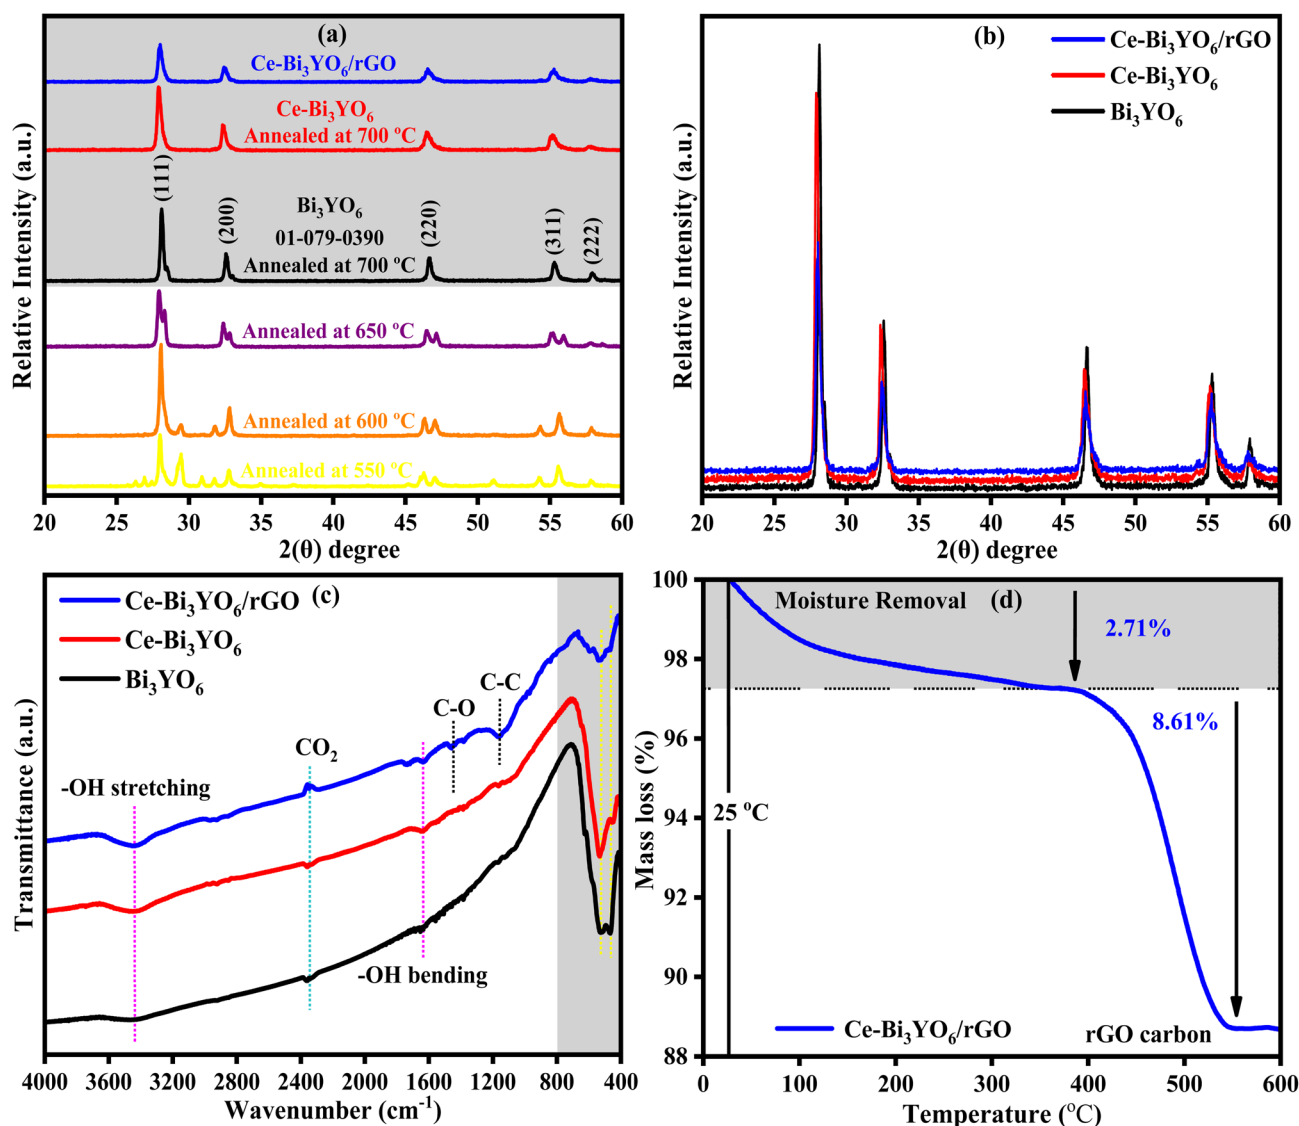 (a)
Ce-Bi₃YO₆/rGO
Ce-Bi₃YO₆
Annealed at 700 °C
(111)
(200)
(220)
(311)
(222)
Bi₃YO₆
01-079-0390
Annealed at 700 °C
Annealed at 650 °C
Annealed at 600 °C
Annealed at 550 °C
Relative Intensity (a.u.)
20 25 30 35 40 45 50 55 60
2(θ) degree
(b)
Ce-Bi₃YO₆/rGO
Ce-Bi₃YO₆
Bi₃YO₆
Relative Intensity (a.u.)
20 25 30 35 40 45 50 55 60
2(θ) degree
(c)
Ce-Bi₃YO₆/rGO
Ce-Bi₃YO₆
Bi₃YO₆
C-C
C-O
CO₂
-OH stretching
-OH bending
Transmittance (a.u.)
4000 3600 3200 2800 2400 2000 1600 1200 800 400
Wavenumber (cm⁻¹)
100
98
96
94
92
90
88
Moisture Removal (d)
2.71%
8.61%
25 °C
Ce-Bi₃YO₆/rGO
rGO carbon
Mass loss (%)
0 100 200 300 400 500 600
Temperature (°C)